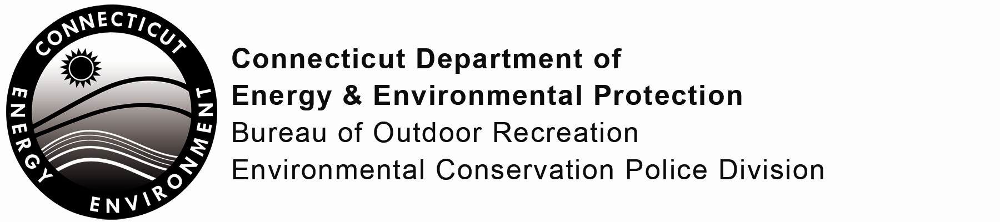 CONNECTICUT
ENERGY
ENVIRONMENT
Connecticut Department of
Energy & Environmental Protection
Bureau of Outdoor Recreation
Environmental Conservation Police Division